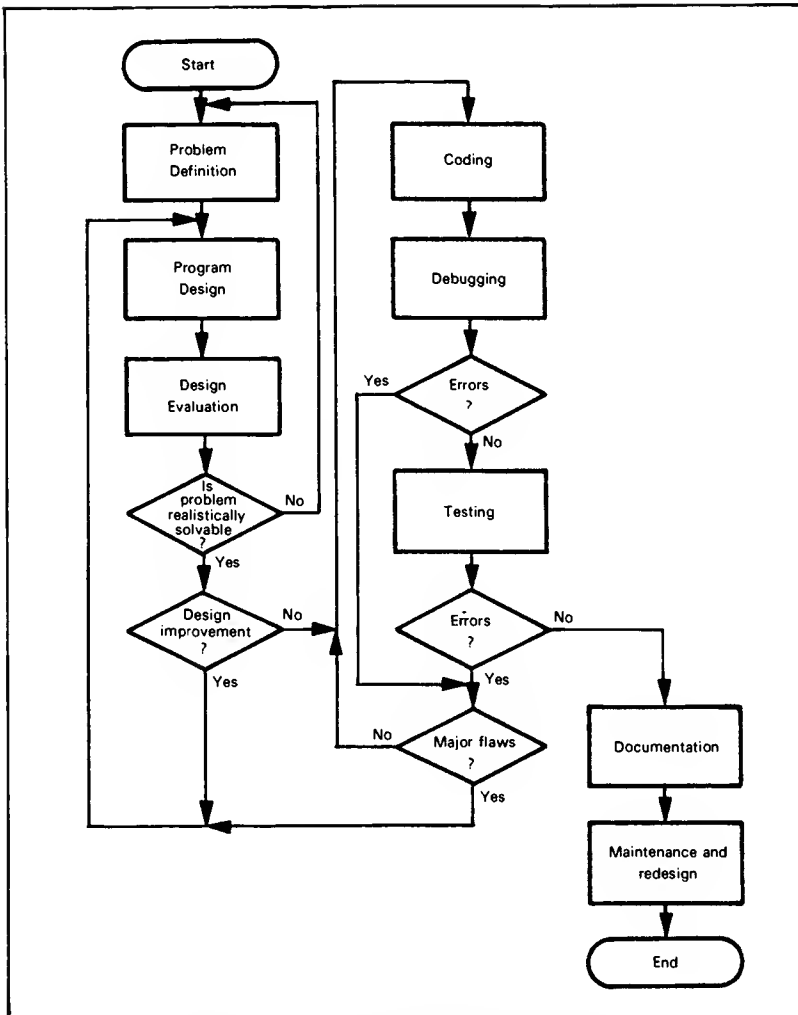 Start
Problem
Definition
Program
Design
Design
Evaluation
Is
problem
realistically
solvable
?
No
Yes
Design
improvement
?
No
Yes
Coding
Debugging
Errors
?
Yes
No
Testing
Errors
?
No
Yes
Major flaws
?
No
Yes
Documentation
Maintenance and
redesign
End